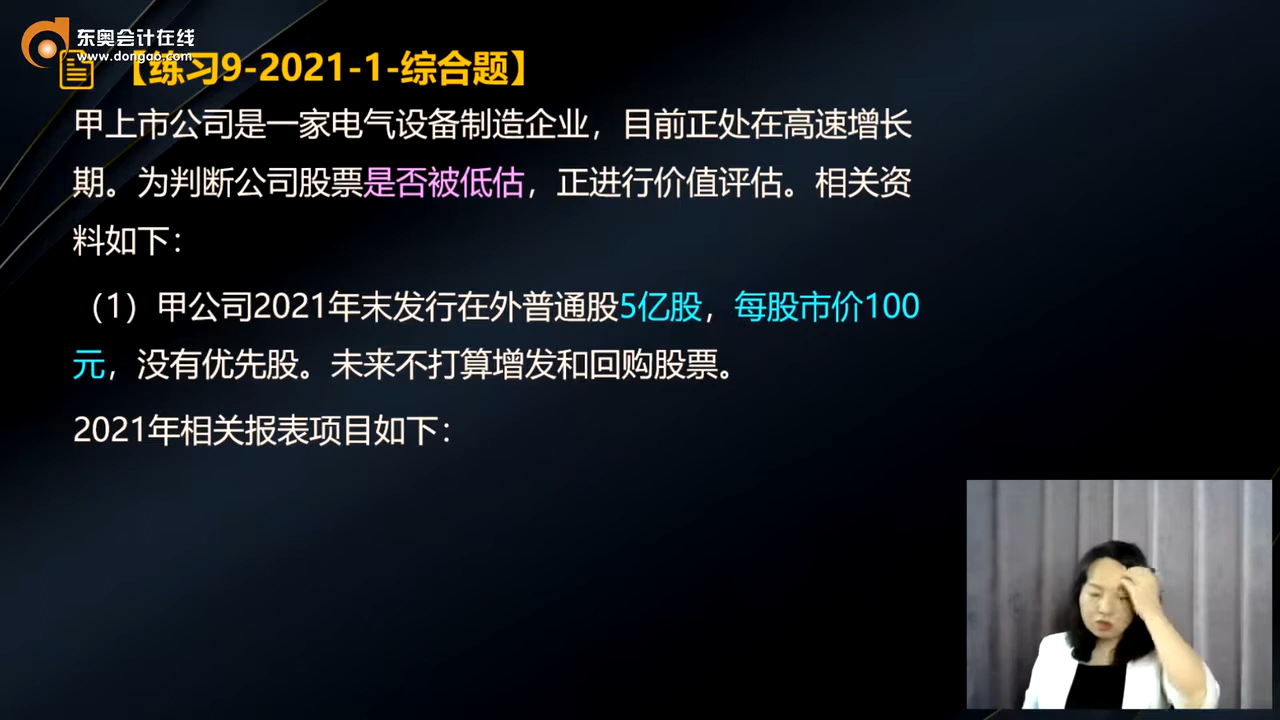 东奥会计在线
www.dongao.com
【练习9-2021-1-综合题】
甲上市公司是一家电气设备制造企业，目前正处在高速增长
期。为判断公司股票是否被低估，正进行价值评估。相关资
料如下：
（1）甲公司2021年末发行在外普通股5亿股，每股市价100
元，没有优先股。未来不打算增发和回购股票。
2021年相关报表项目如下：